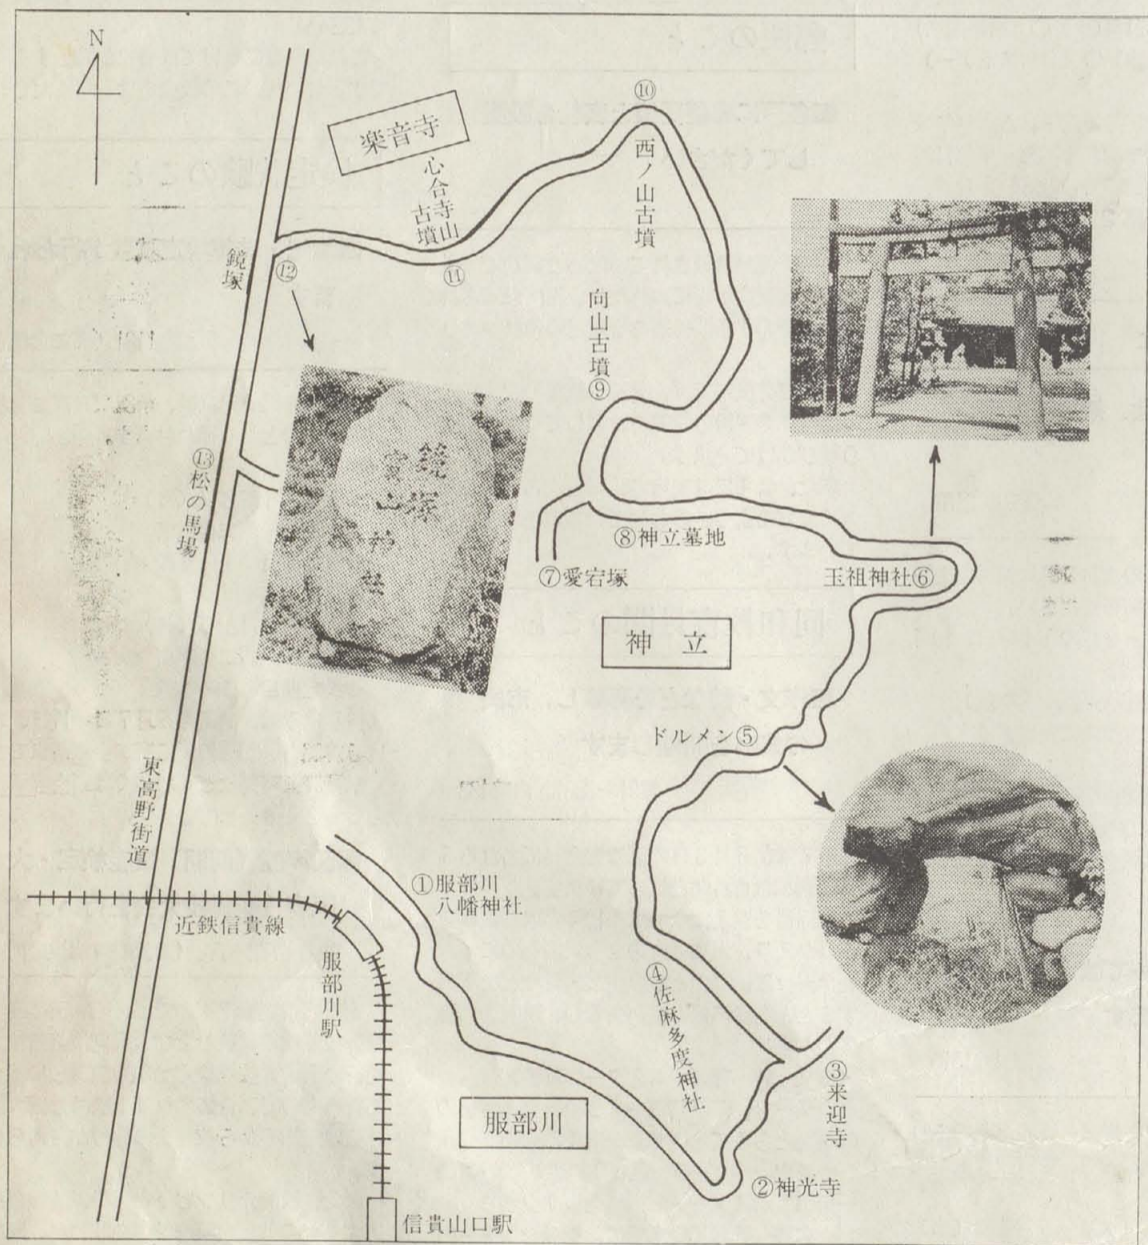 N
楽音寺
⑩
西ノ山古墳
心合寺山
古墳
⑪
鏡塚
⑫
向山古墳⑨
鏡塚
宝山神社
⑬松の馬場
⑧神立墓地
⑦愛宕塚
玉祖神社⑥
神立
ドルメン⑤
東高野街道
①服部川
八幡神社
近鉄信貴線
服部川駅
④佐麻多度神社
③来迎寺
服部川
②神光寺
信貴山口駅